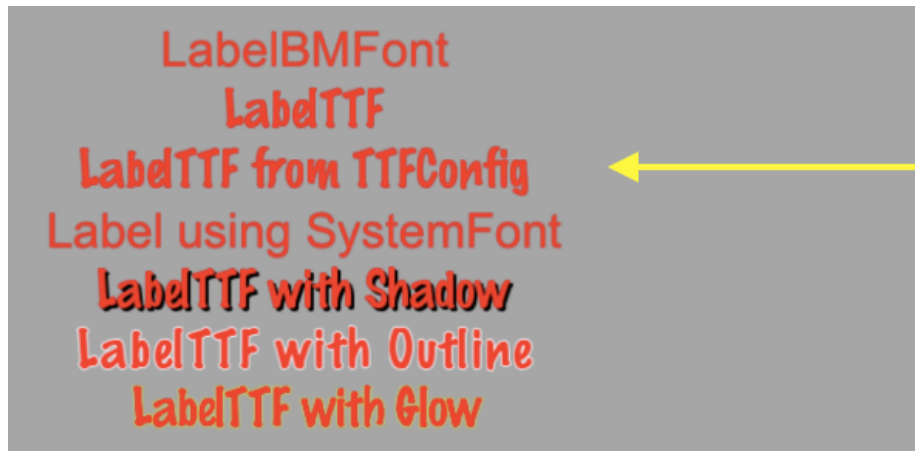 LabelBMFont
LabelTTF
LabelTTF from TTFConfig
Label using SystemFont
LabelTTF with Shadow
LabelTTF with Outline
LabelTTF with Glow